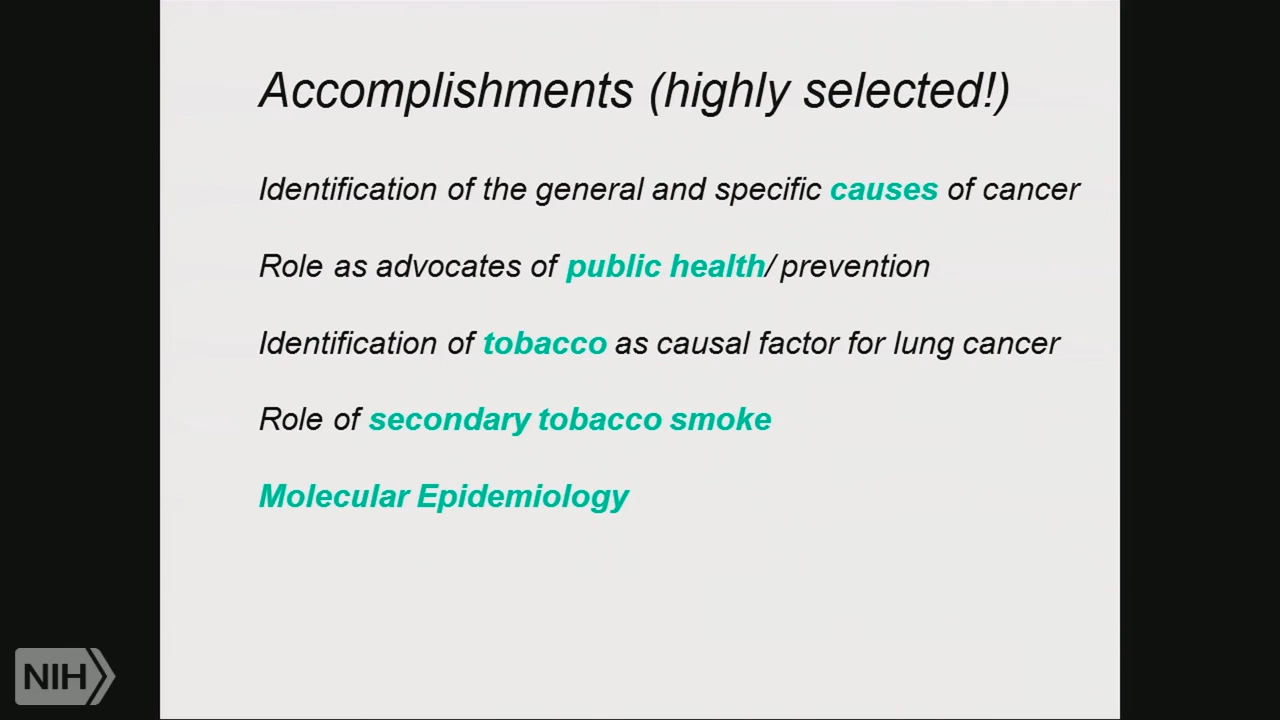 Accomplishments (highly selected!)
Identification of the general and specific causes of cancer
Role as advocates of public health/ prevention
Identification of tobacco as causal factor for lung cancer
Role of secondary tobacco smoke
Molecular Epidemiology
NIH